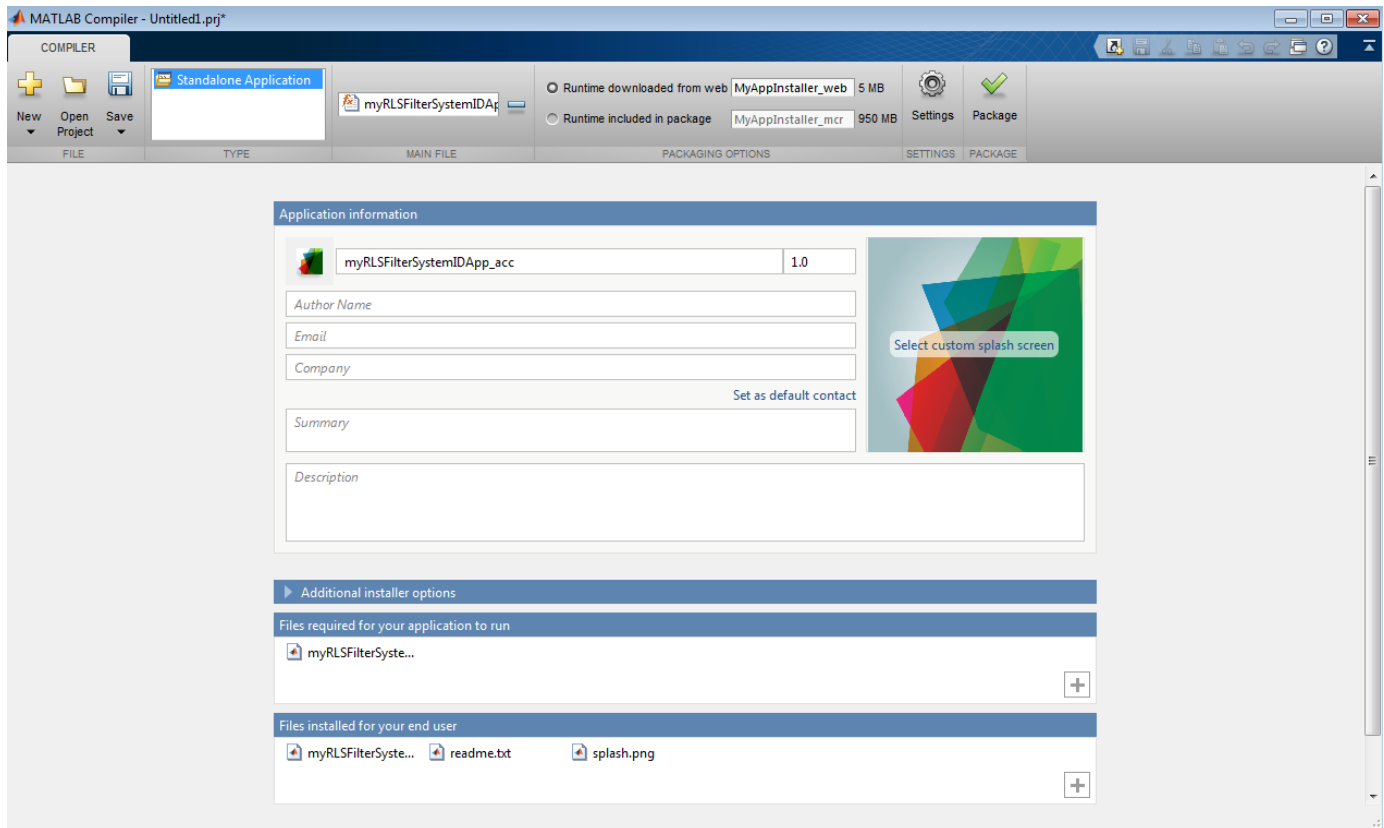 MATLAB Compiler - Untitled1.prj*
COMPILER
New
Open Project
Save
FILE
Standalone Application
TYPE
myRLSFilterSystemIDAp
MAIN FILE
Runtime downloaded from web MyAppInstaller_web 5 MB
Runtime included in package MyAppInstaller_mcr 950 MB
PACKAGING OPTIONS
Settings
SETTINGS
Package
PACKAGE
Application information
myRLSFilterSystemIDApp_acc 1.0
Author Name
Email
Company
Set as default contact
Summary
Select custom splash screen
Description
Additional installer options
Files required for your application to run
myRLSFilterSyste...
Files installed for your end user
myRLSFilterSyste... readme.txt splash.png